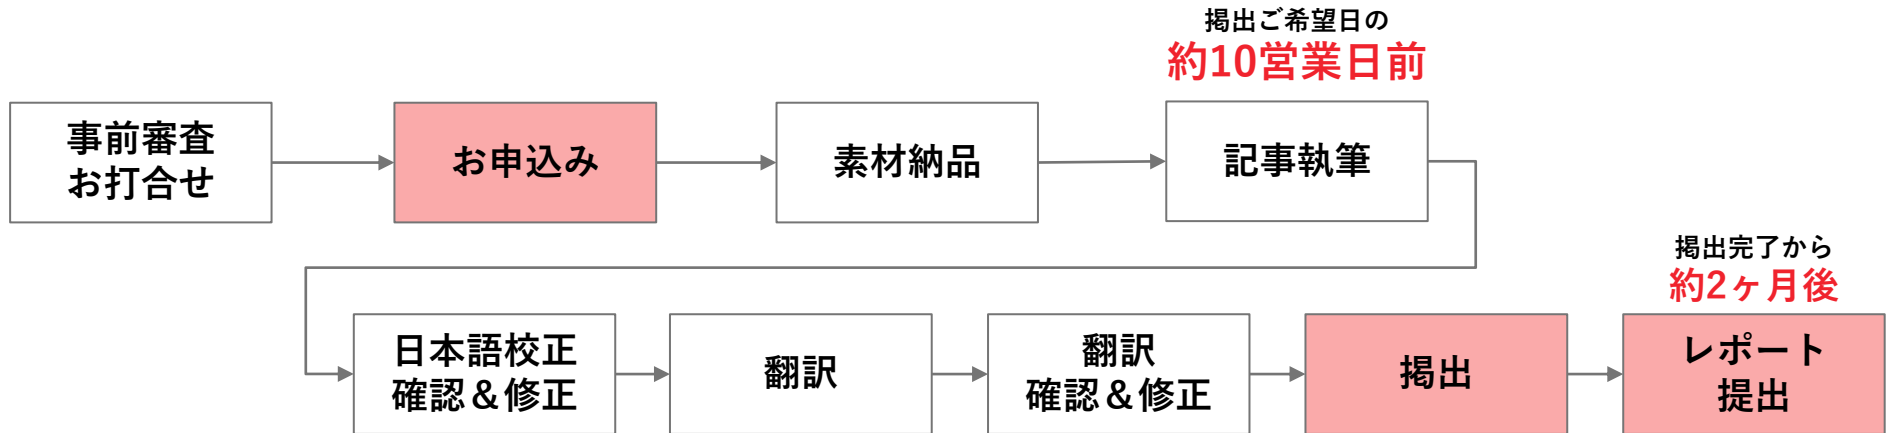 掲出ご希望日の
約10営業日前
事前審査
お打合せ
お申込み
素材納品
記事執筆
掲出完了から
約2ヶ月後
日本語校正
確認＆修正
翻訳
翻訳
確認＆修正
掲出
レポート
提出